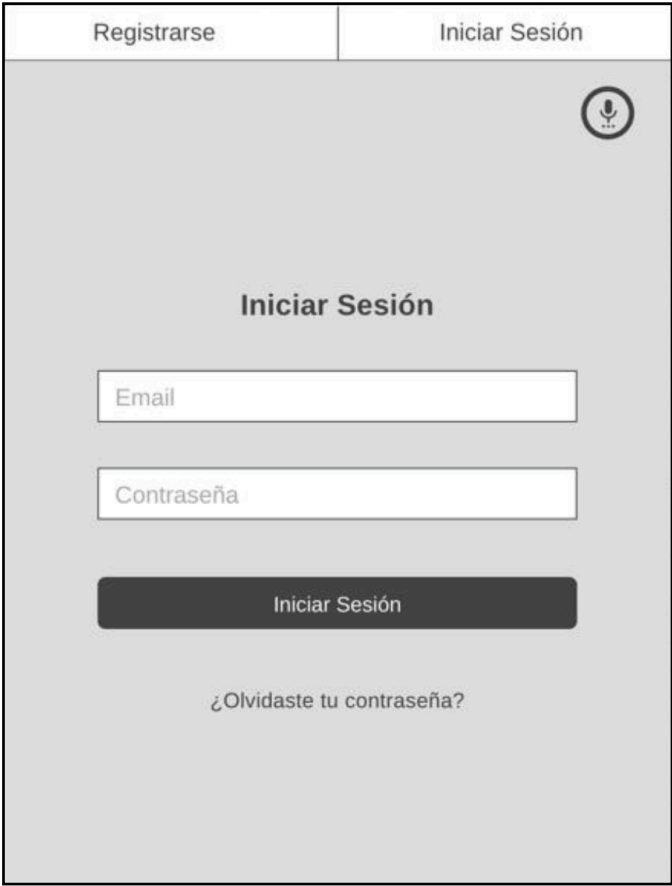 Registrarse
Iniciar Sesión
Iniciar Sesión
Email
Contraseña
Iniciar Sesión
¿Olvidaste tu contraseña?